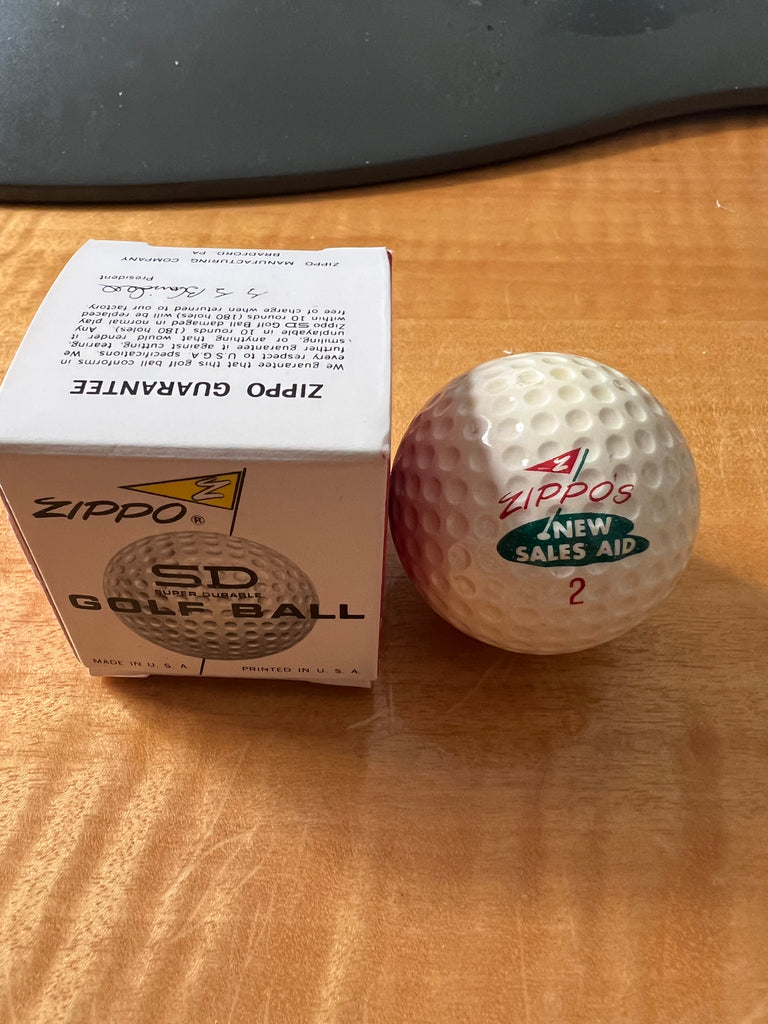 ZIPPO GUARANTEE
We guarantee that this golf ball conforms in
every respect to U.S.G.A. specifications. We
further guarantee it against cutting, tearing,
smiling, or anything that would render it
unplayable in 10 rounds (180 holes). Any
Zippo SD Golf Ball damaged in normal play
within 10 rounds (180 holes) will be replaced
free of charge when returned to our factory.
President
ZIPPO MANUFACTURING COMPANY
BRADFORD, PA
ZIPPO®
SD
SUPER DURABLE
GOLF BALL
MADE IN U. S. A.
PRINTED IN U. S. A.
ZIPPO'S
NEW
SALES AID
2